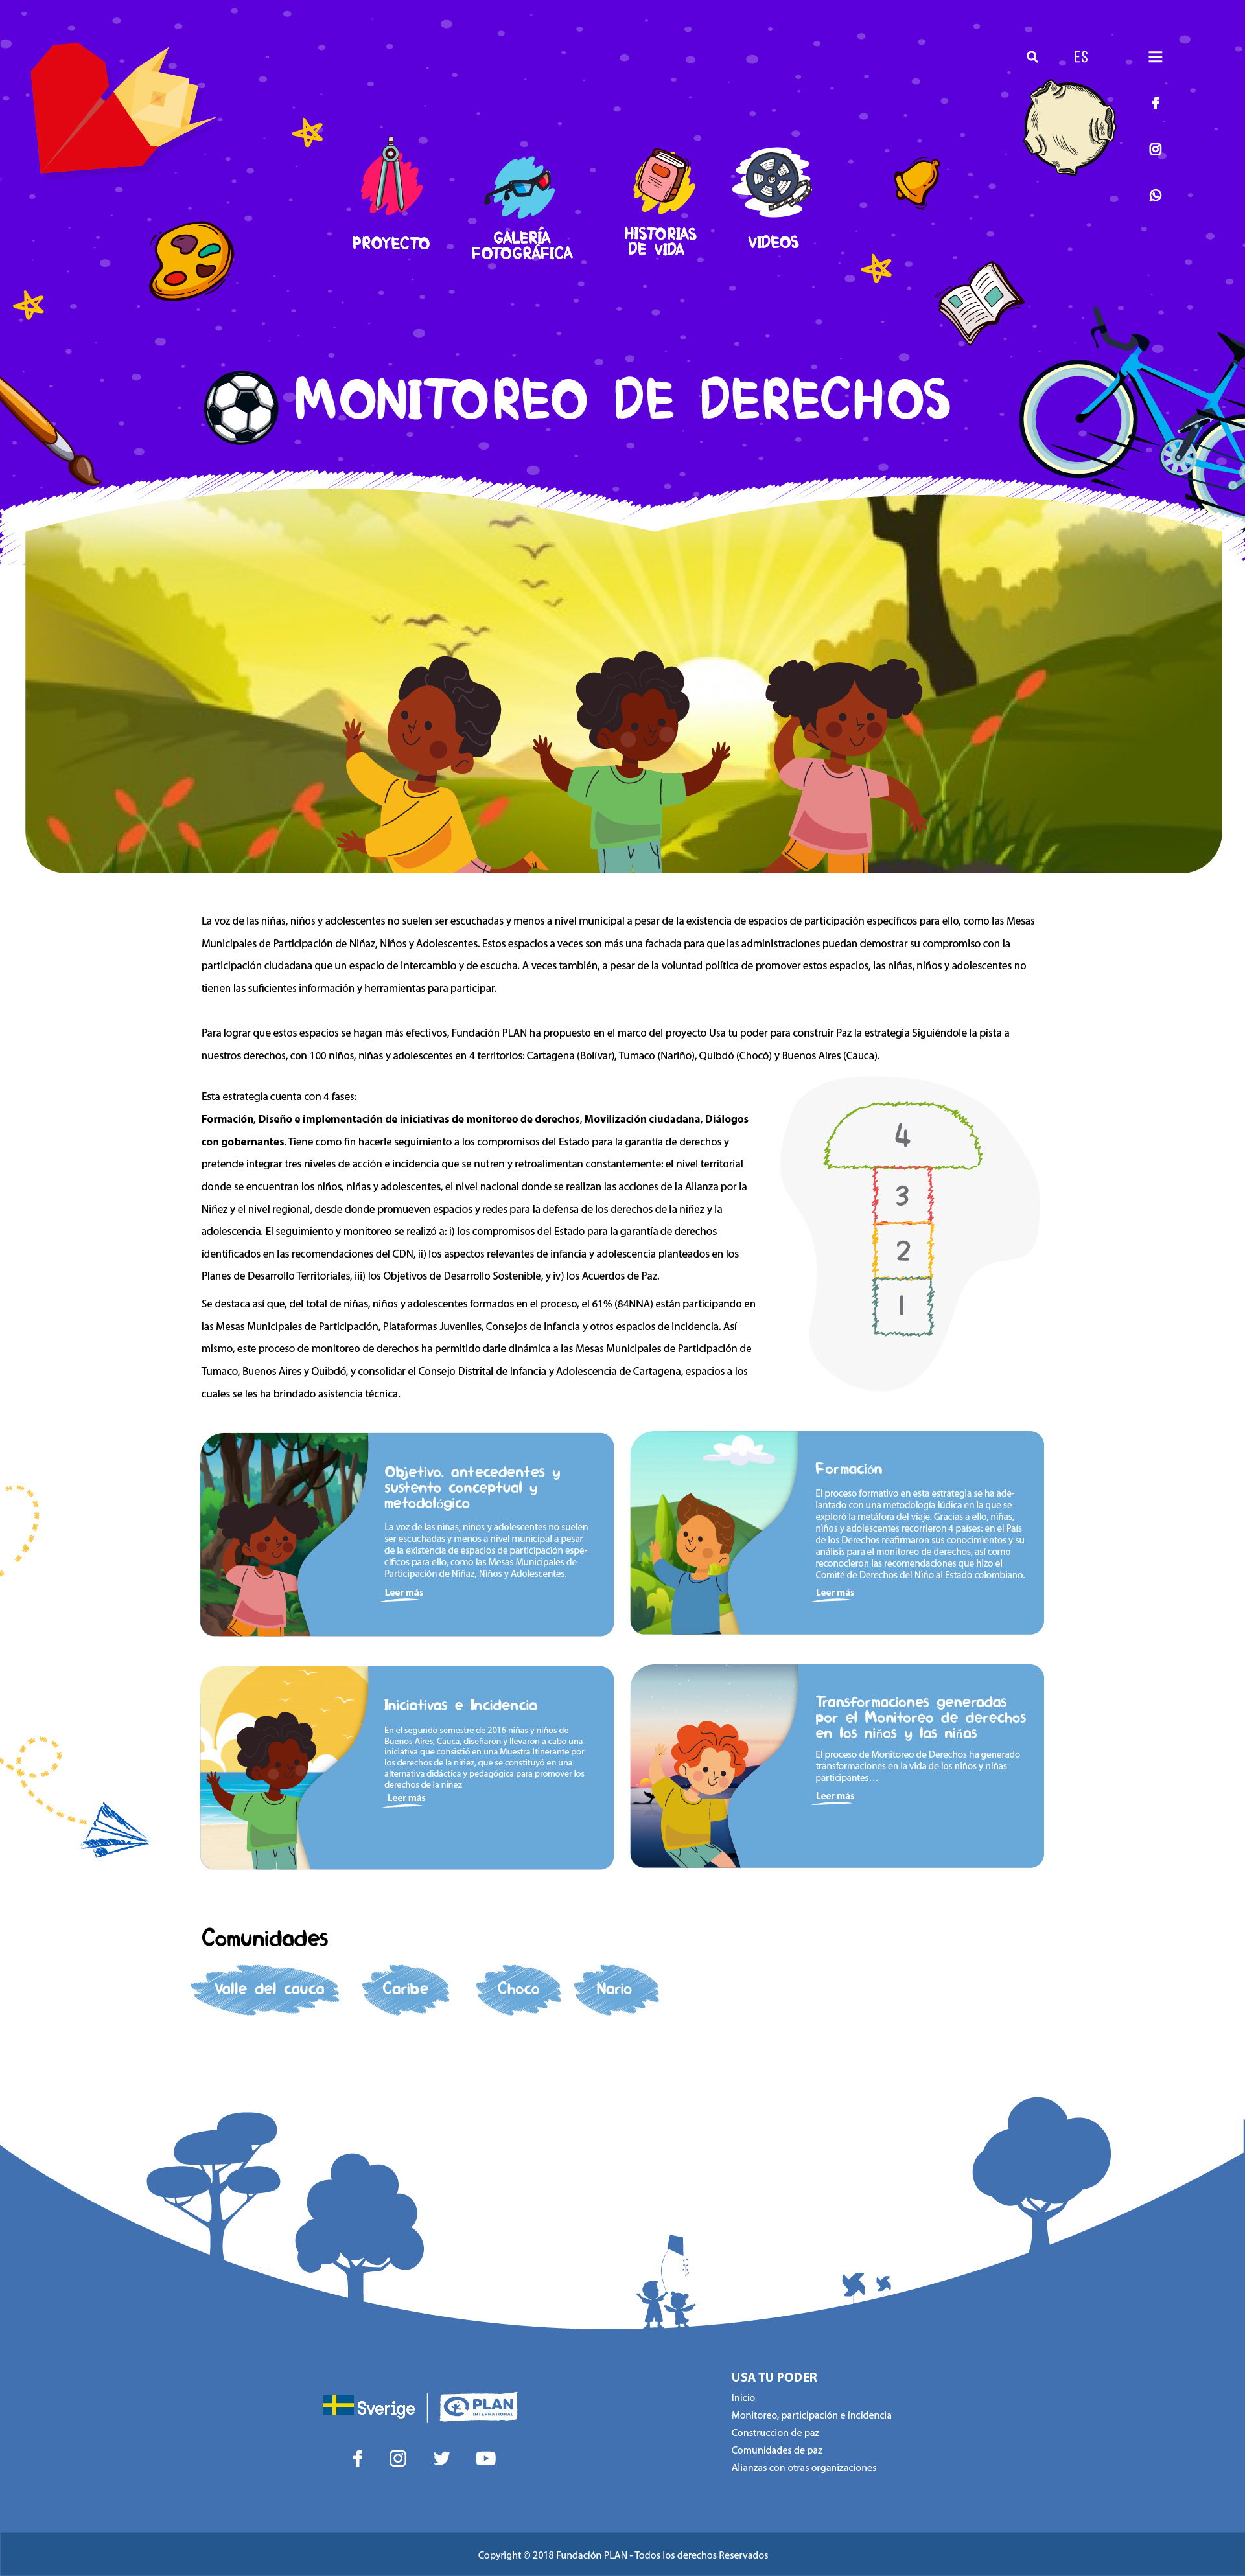 ES
PROYECTO
GALERÍA
FOTOGRÁFICA
HISTORIAS
DE VIDA
VIDEOS
MONITOREO DE DERECHOS
La voz de las niñas, niños y adolescentes no suelen ser escuchadas y menos a nivel municipal a pesar de la existencia de espacios de participación específicos para ello, como las Mesas
Municipales de Participación de Niñaz, Niños y Adolescentes. Estos espacios a veces son más una fachada para que las administraciones puedan demostrar su compromiso con la
participación ciudadana que un espacio de intercambio y de escucha. A veces también, a pesar de la voluntad política de promover estos espacios, las niñas, niños y adolescentes no
tienen las suficientes información y herramientas para participar.
Para lograr que estos espacios se hagan más efectivos, Fundación PLAN ha propuesto en el marco del proyecto Usa tu poder para construir Paz la estrategia Siguiéndole la pista a
nuestros derechos, con 100 niños, niñas y adolescentes en 4 territorios: Cartagena (Bolívar), Tumaco (Nariño), Quibdó (Chocó) y Buenos Aires (Cauca).
Esta estrategia cuenta con 4 fases:
Formación, Diseño e implementación de iniciativas de monitoreo de derechos, Movilización ciudadana, Diálogos
con gobernantes. Tiene como fin hacerle seguimiento a los compromisos del Estado para la garantía de derechos y
pretende integrar tres niveles de acción e incidencia que se nutren y retroalimentan constantemente: el nivel territorial
donde se encuentran los niños, niñas y adolescentes, el nivel nacional donde se realizan las acciones de la Alianza por la
Niñez y el nivel regional, desde donde promueven espacios y redes para la defensa de los derechos de la niñez y la
adolescencia. El seguimiento y monitoreo se realizó a: i) los compromisos del Estado para la garantía de derechos
identificados en las recomendaciones del CDN, ii) los aspectos relevantes de infancia y adolescencia planteados en los
Planes de Desarrollo Territoriales, iii) los Objetivos de Desarrollo Sostenible, y iv) los Acuerdos de Paz.
Se destaca así que, del total de niñas, niños y adolescentes formados en el proceso, el 61% (84NNA) están participando en
las Mesas Municipales de Participación, Plataformas Juveniles, Consejos de Infancia y otros espacios de incidencia. Así
mismo, este proceso de monitoreo de derechos ha permitido darle dinámica a las Mesas Municipales de Participación de
Tumaco, Buenos Aires y Quibdó, y consolidar el Consejo Distrital de Infancia y Adolescencia de Cartagena, espacios a los
cuales se les ha brindado asistencia técnica.
4
3
2
1
Objetivo. antecedentes y
sustento conceptual y
metodológico
La voz de las niñas, niños y adolescentes no suelen
ser escuchadas y menos a nivel municipal a pesar
de la existencia de espacios de participación espe-
cíficos para ello, como las Mesas Municipales de
Participación de Niñaz, Niños y Adolescentes.
Leer más
Formación
El proceso formativo en esta estrategia se ha ade-
lantado con una metodología lúdica en la que se
exploró la metáfora del viaje. Gracias a ello, niñas,
niños y adolescentes recorrieron 4 países: en el País
de los Derechos reafirmaron sus conocimientos y su
análisis para el monitoreo de derechos, así como
reconocieron las recomendaciones que hizo el
Comité de Derechos del Niño al Estado colombiano.
Leer más
Iniciativas e Incidencia
En el segundo semestre de 2016 niñas y niños de
Buenos Aires, Cauca, diseñaron y llevaron a cabo una
iniciativa que consistió en una Muestra Itinerante por
los derechos de la niñez, que se constituyó en una
alternativa didáctica y pedagógica para promover los
derechos de la niñez
Leer más
Transformaciones generadas
por el Monitoreo de derechos
en los niños y las niñas
El proceso de Monitoreo de Derechos ha generado
transformaciones en la vida de los niños y niñas
participantes…
Leer más
Comunidades
Valle del cauca
Caribe
Choco
Nario
Sverige
PLAN
INTERNATIONAL
USA TU PODER
Inicio
Monitoreo, participación e incidencia
Construccion de paz
Comunidades de paz
Alianzas con otras organizaciones
Copyright © 2018 Fundación PLAN - Todos los derechos Reservados